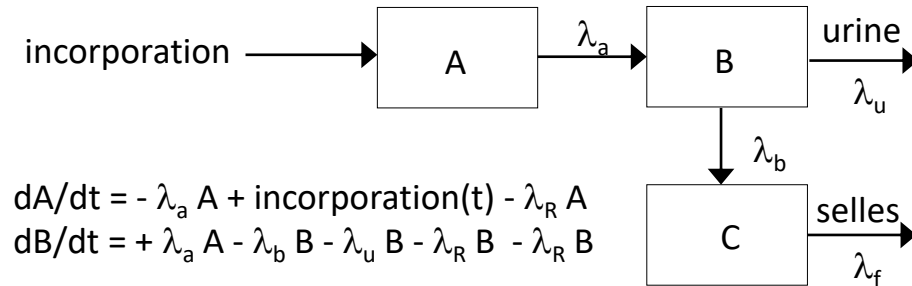 incorporation
A
λa
B
urine
λu
λb
C
selles
λf
dA/dt = - λa A + incorporation(t) - λR A
dB/dt = + λa A - λb B - λu B - λR B - λR B